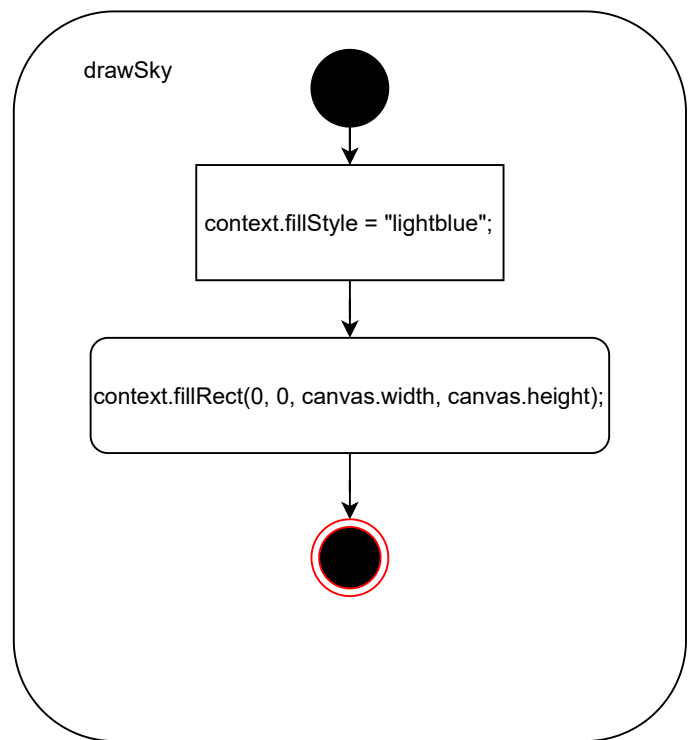 drawSky
context.fillStyle = "lightblue";
context.fillRect(0, 0, canvas.width, canvas.height);